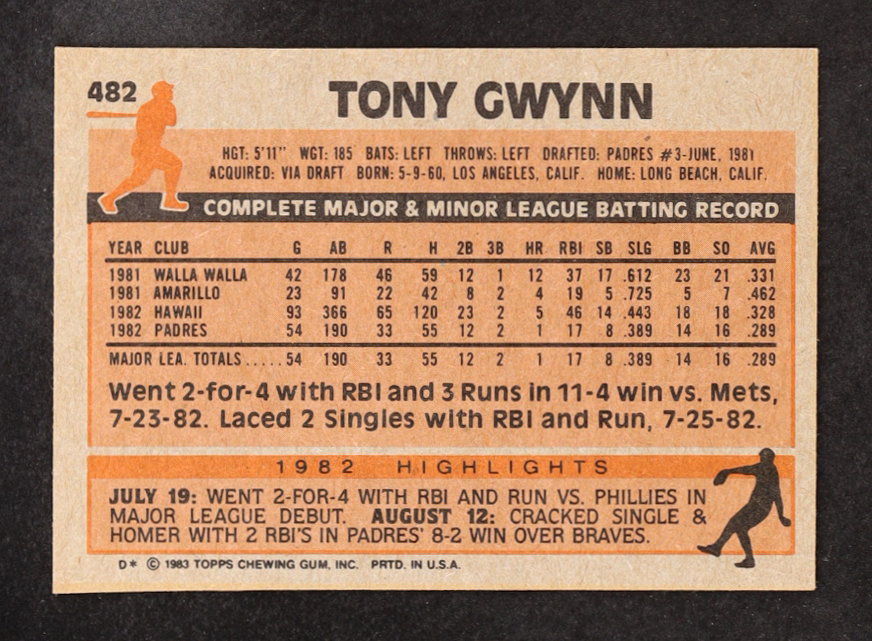 482
TONY GWYNN
HGT: 5'11" WGT: 185 BATS: LEFT THROWS: LEFT DRAFTED: PADRES #3-JUNE, 1981
ACQUIRED: VIA DRAFT BORN: 5-9-60, LOS ANGELES, CALIF. HOME: LONG BEACH, CALIF.
COMPLETE MAJOR & MINOR LEAGUE BATTING RECORD
YEAR CLUB G AB R H 2B 3B HR RBI SB SLG BB SO AVG
1981 WALLA WALLA 42 178 46 59 12 1 12 37 17 .612 23 21 .331
1981 AMARILLO 23 91 22 42 8 2 4 19 5 .725 5 7 .462
1982 HAWAII 93 366 65 120 23 2 5 46 14 .443 18 18 .328
1982 PADRES 54 190 33 55 12 2 1 17 8 .389 14 16 .289
MAJOR LEA. TOTALS.....54 190 33 55 12 2 1 17 8 .389 14 16 .289
Went 2-for-4 with RBI and 3 Runs in 11-4 win vs. Mets,
7-23-82. Laced 2 Singles with RBI and Run, 7-25-82.
1982 HIGHLIGHTS
JULY 19: WENT 2-FOR-4 WITH RBI AND RUN VS. PHILLIES IN
MAJOR LEAGUE DEBUT. AUGUST 12: CRACKED SINGLE &
HOMER WITH 2 RBI'S IN PADRES' 8-2 WIN OVER BRAVES.
D* © 1983 TOPPS CHEWING GUM, INC. PRTD. IN U.S.A.